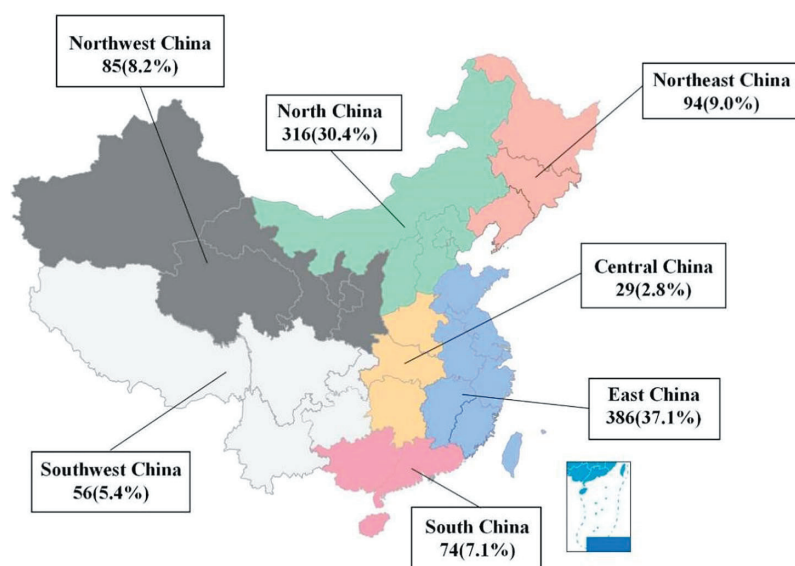 Northwest China
85(8.2%)
Northeast China
94(9.0%)
North China
316(30.4%)
Central China
29(2.8%)
East China
386(37.1%)
Southwest China
56(5.4%)
South China
74(7.1%)